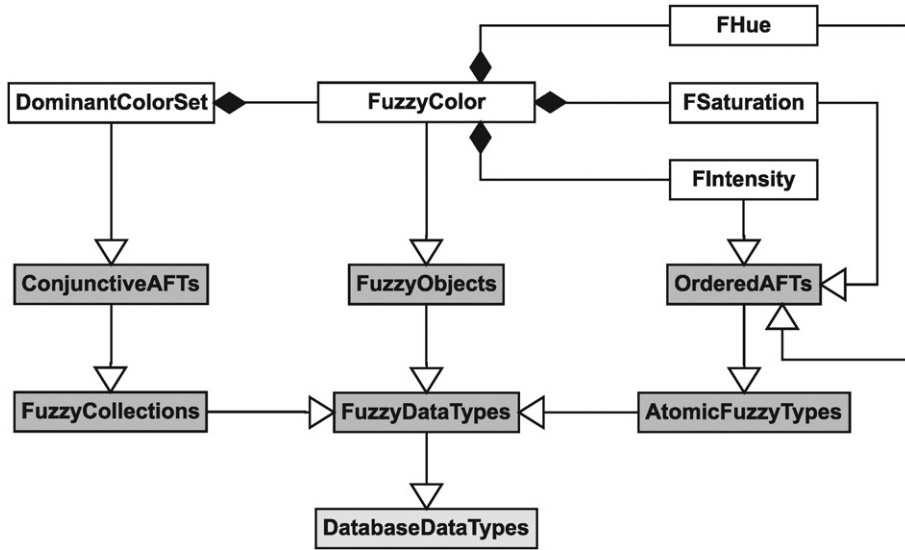 FHue
DominantColorSet
FuzzyColor
FSaturation
FIntensity
ConjunctiveAFTs
FuzzyObjects
OrderedAFTs
FuzzyCollections
FuzzyDataTypes
AtomicFuzzyTypes
DatabaseDataTypes